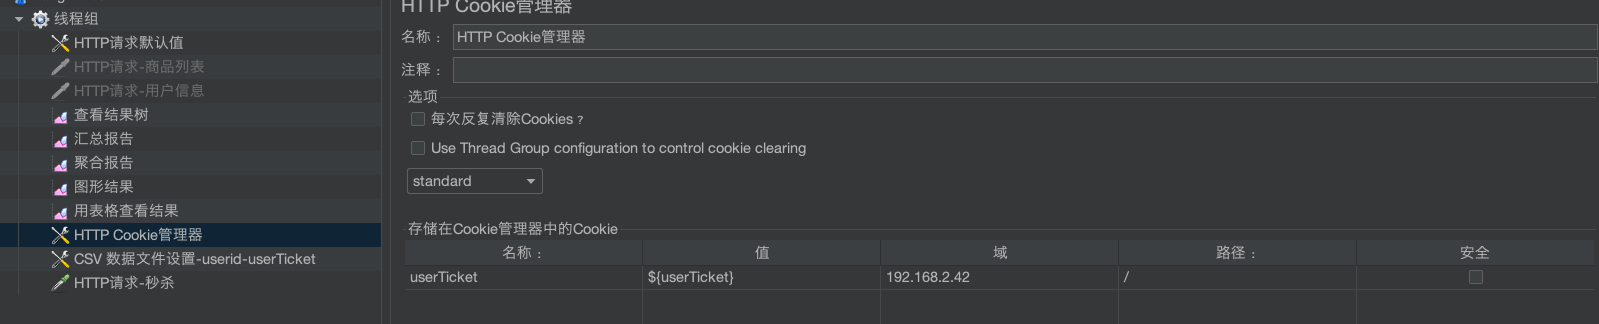 线程组
HTTP请求默认值
HTTP请求-商品列表
HTTP请求-用户信息
查看结果树
汇总报告
聚合报告
图形结果
用表格查看结果
HTTP Cookie管理器
CSV 数据文件设置-userid-userTicket
HTTP请求-秒杀
HTTP Cookie管理器
名称： HTTP Cookie管理器
注释：
选项
每次反复清除Cookies ?
Use Thread Group configuration to control cookie clearing
standard
存储在Cookie管理器中的Cookie
名称： 值 域 路径： 安全
userTicket ${userTicket} 192.168.2.42 /